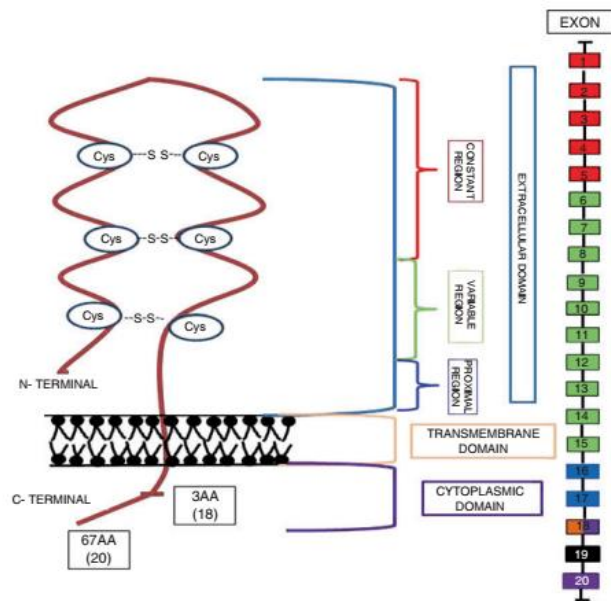 EXON
1
2
3
4
5
6
7
8
9
10
11
12
13
14
15
16
17
18
19
20
Cys
---S S---
Cys
Cys
--S--S--
Cys
Cys
--S-S--
Cys
N- TERMINAL
C- TERMINAL
3AA
(18)
67AA
(20)
CONSTANT
REGION
VARIABLE
REGION
PROXIMAL
REGION
EXTRACELLULAR DOMAIN
TRANSMEMBRANE
DOMAIN
CYTOPLASMIC
DOMAIN